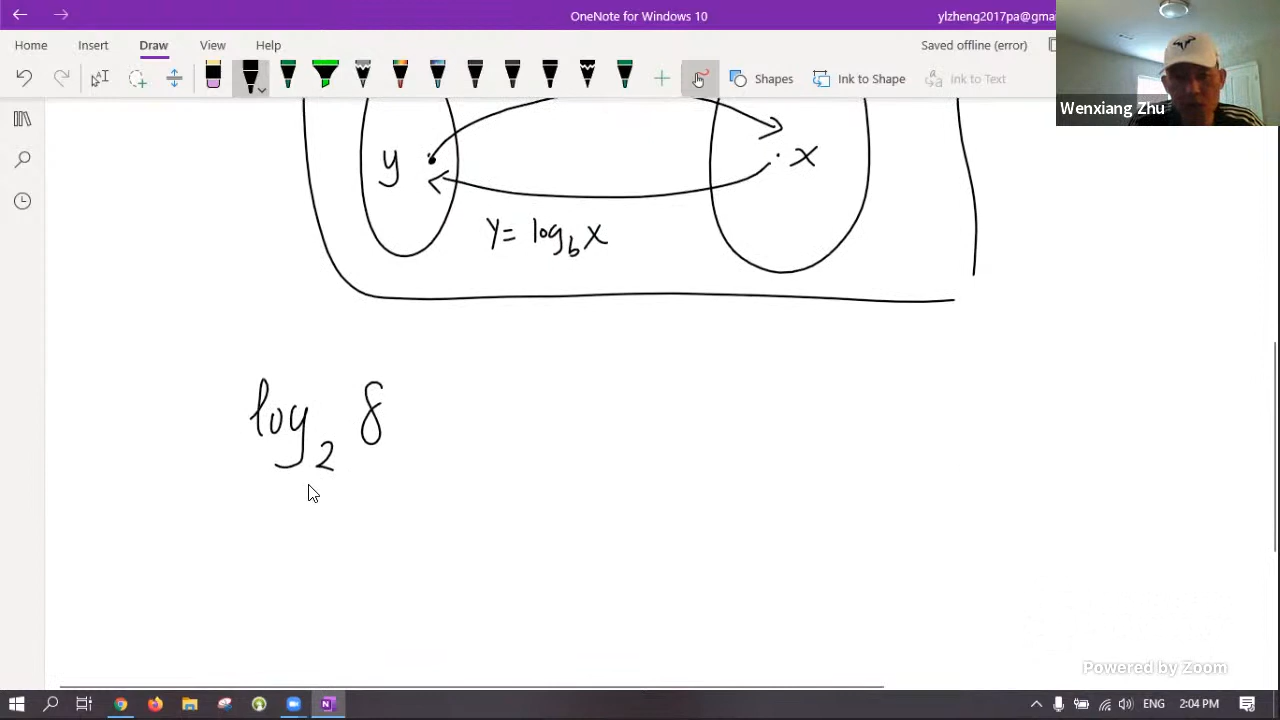 OneNote for Windows 10
ylzheng2017pa@gma
Home Insert Draw View Help
Saved offline (error)
Shapes Ink to Shape Ink to Text
Wenxiang Zhu
y x
y = log_b x
log_2 8
Powered by Zoom
ENG 2:04 PM